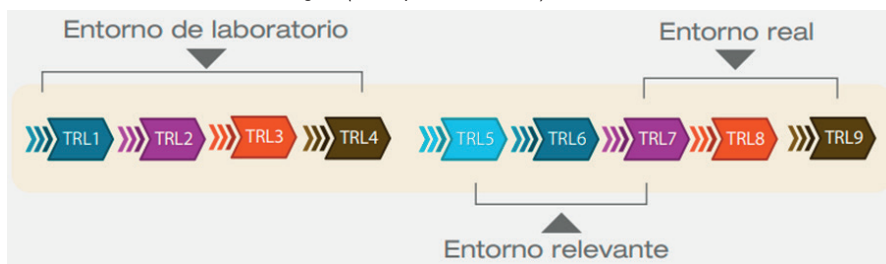 Entorno de laboratorio
Entorno real
TRL1 TRL2 TRL3 TRL4 TRL5 TRL6 TRL7 TRL8 TRL9
Entorno relevante